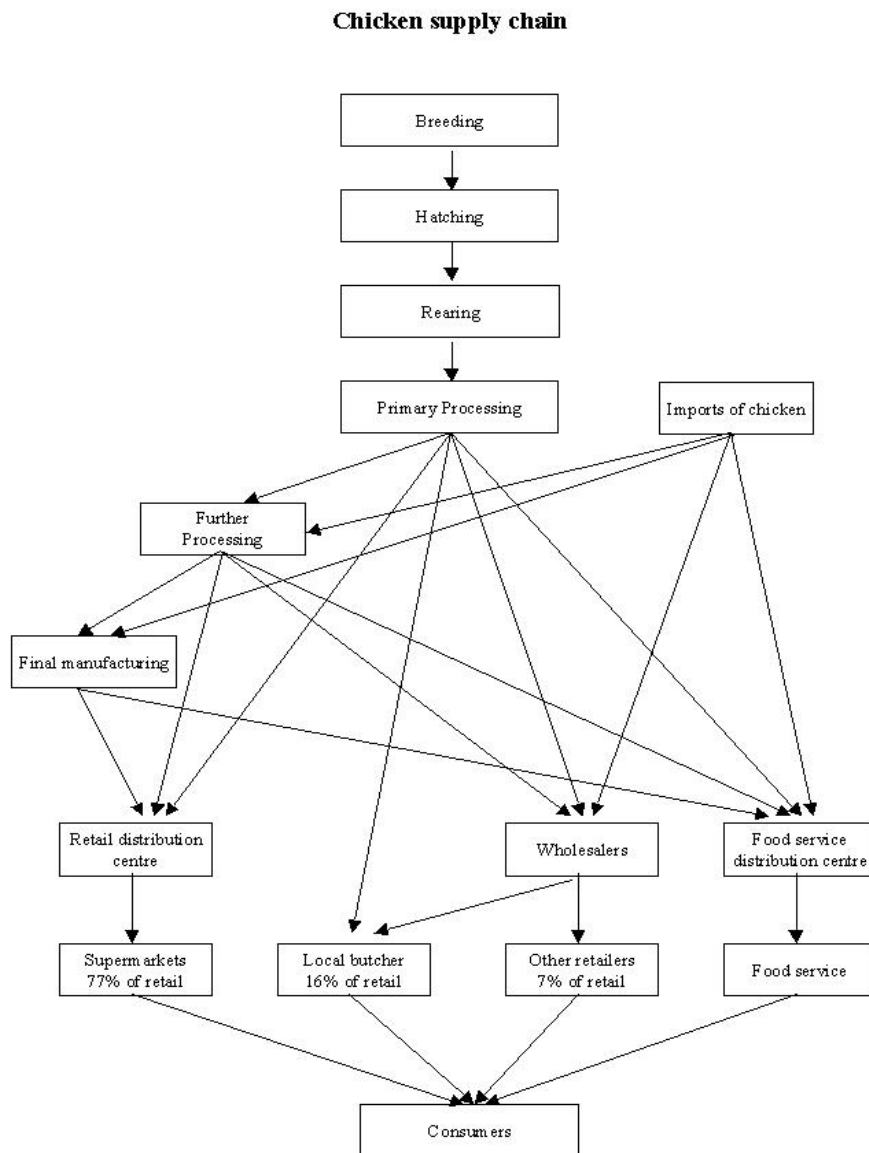 Chicken supply chain
Breeding
Hatching
Rearing
Primary Processing
Imports of chicken
Further
Processing
Final manufacturing
Retail distribution
centre
Wholesalers
Food service
distribution centre
Supermarkets
77% of retail
Local butcher
16% of retail
Other retailers
7% of retail
Food service
Consumers